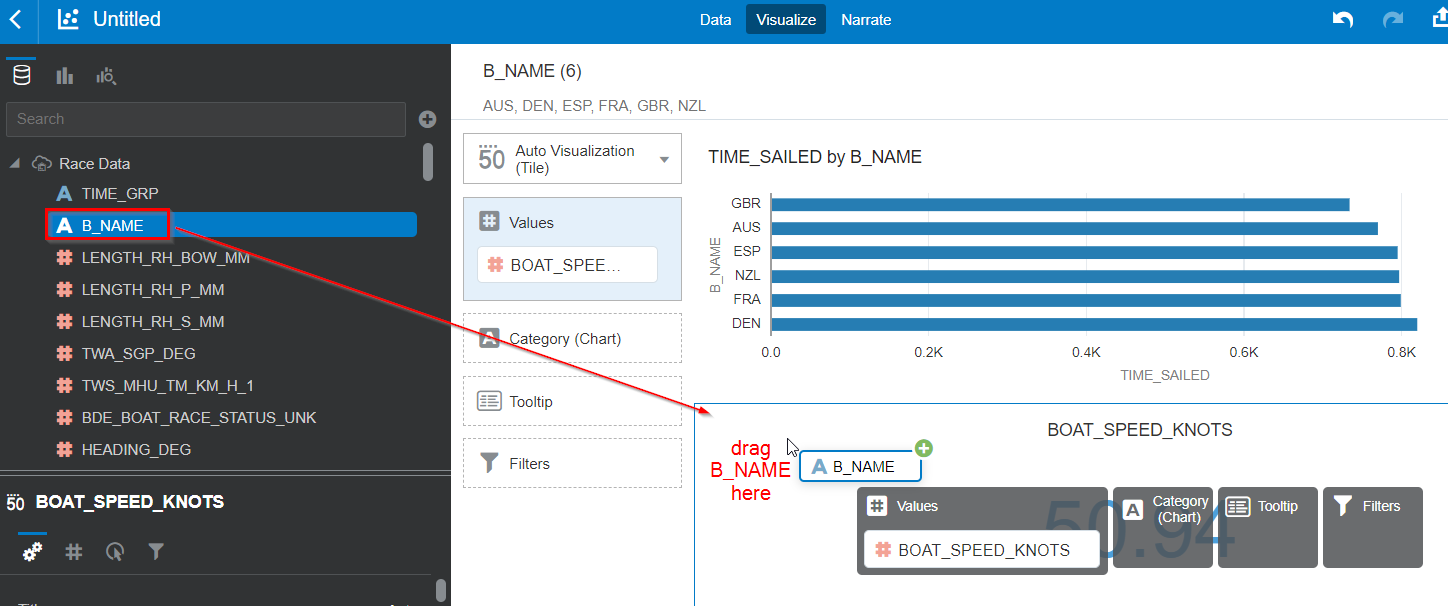 Untitled
Data
Visualize
Narrate
Search
Race Data
TIME_GRP
B_NAME
LENGTH_RH_BOW_MM
LENGTH_RH_P_MM
LENGTH_RH_S_MM
TWA_SGP_DEG
TWS_MHU_TM_KM_H_1
BDE_BOAT_RACE_STATUS_UNK
HEADING_DEG
50 BOAT_SPEED_KNOTS
B_NAME (6)
AUS, DEN, ESP, FRA, GBR, NZL
50
Auto Visualization
(Tile)
Values
BOAT_SPEE...
Category (Chart)
Tooltip
Filters
TIME_SAILED by B_NAME
B_NAME
GBR
AUS
ESP
NZL
FRA
DEN
0.0 0.2K 0.4K 0.6K 0.8K
TIME_SAILED
BOAT_SPEED_KNOTS
drag
B_NAME
here
B_NAME
Values
BOAT_SPEED_KNOTS
Category
(Chart)
Tooltip
Filters
50.94